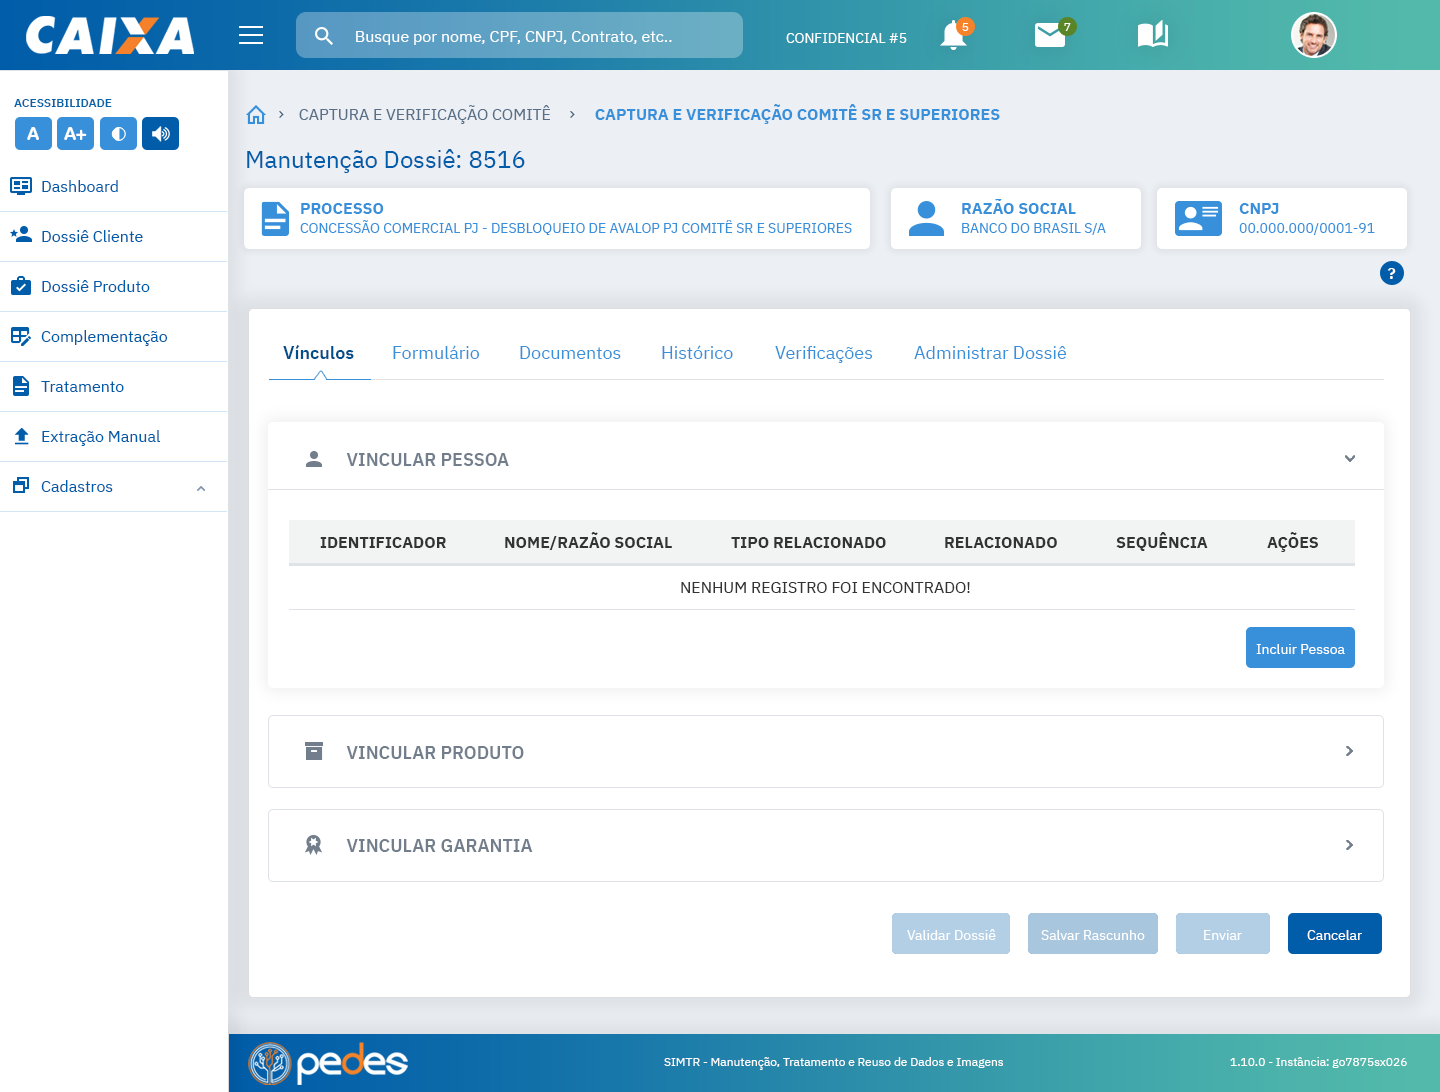 CAIXA
Busque por nome, CPF, CNPJ, Contrato, etc..
CONFIDENCIAL #5
5
7
ACESSIBILIDADE
A
A+
Dashboard
Dossiê Cliente
Dossiê Produto
Complementação
Tratamento
Extração Manual
Cadastros
CAPTURA E VERIFICAÇÃO COMITÊ
CAPTURA E VERIFICAÇÃO COMITÊ SR E SUPERIORES
Manutenção Dossiê: 8516
PROCESSO
CONCESSÃO COMERCIAL PJ - DESBLOQUEIO DE AVALOP PJ COMITÊ SR E SUPERIORES
RAZÃO SOCIAL
BANCO DO BRASIL S/A
CNPJ
00.000.000/0001-91
?
Vínculos Formulário Documentos Histórico Verificações Administrar Dossiê
VINCULAR PESSOA
IDENTIFICADOR NOME/RAZÃO SOCIAL TIPO RELACIONADO RELACIONADO SEQUÊNCIA AÇÕES
NENHUM REGISTRO FOI ENCONTRADO!
Incluir Pessoa
VINCULAR PRODUTO
VINCULAR GARANTIA
Validar Dossiê Salvar Rascunho Enviar Cancelar
pedes
SIMTR - Manutenção, Tratamento e Reuso de Dados e Imagens
1.10.0 - Instância: go7875sx026